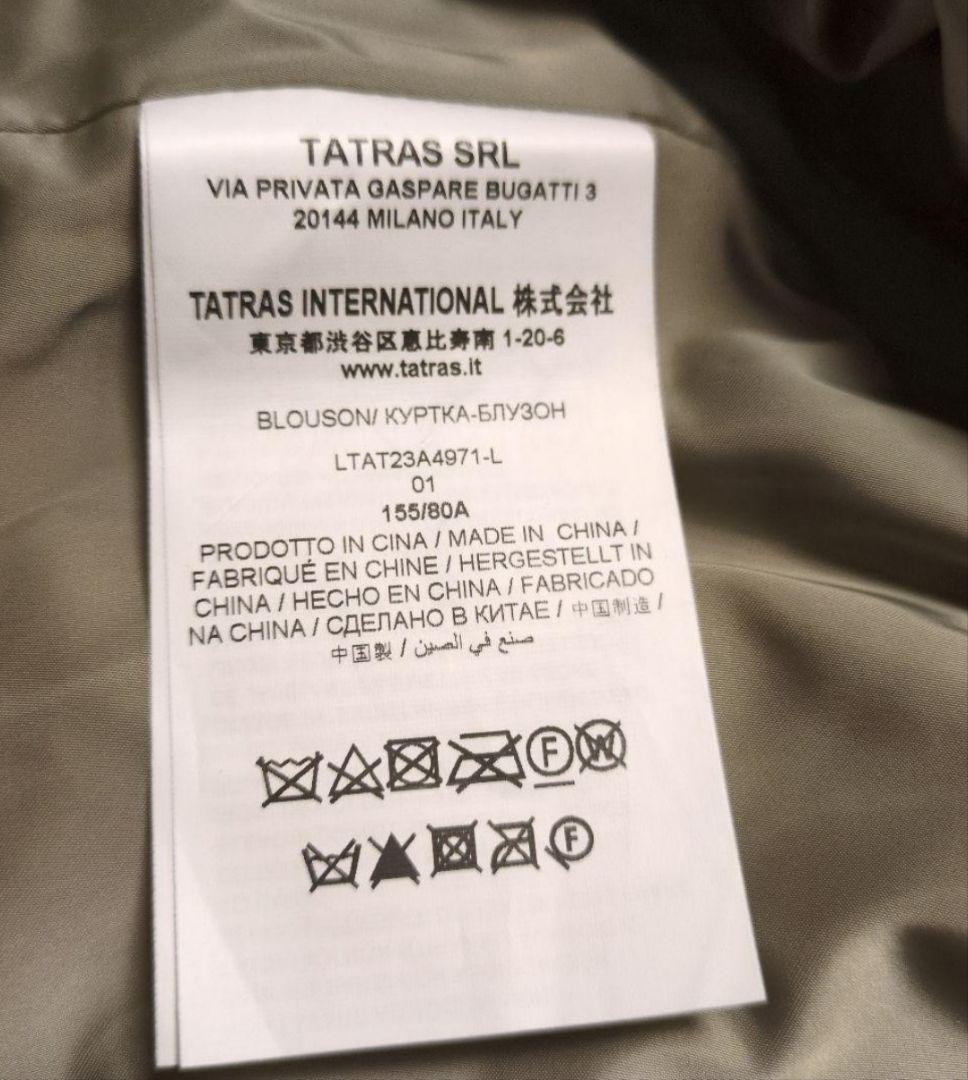 TATRAS SRL
VIA PRIVATA GASPARE BUGATTI 3
20144 MILANO ITALY
TATRAS INTERNATIONAL 株式会社
東京都渋谷区恵比寿南 1-20-6
www.tatras.it
BLOUSON/ КУРТКА-БЛУЗОН
LTAT23A4971-L
01
155/80A
PRODOTTO IN CINA / MADE IN CHINA /
FABRIQUÉ EN CHINE / HERGESTELLT IN
CHINA / HECHO EN CHINA / FABRICADO
NA CHINA / СДЕЛАНО В КИТАЕ / 中国制造 /
中国製 / صنع في الصين
F W
F